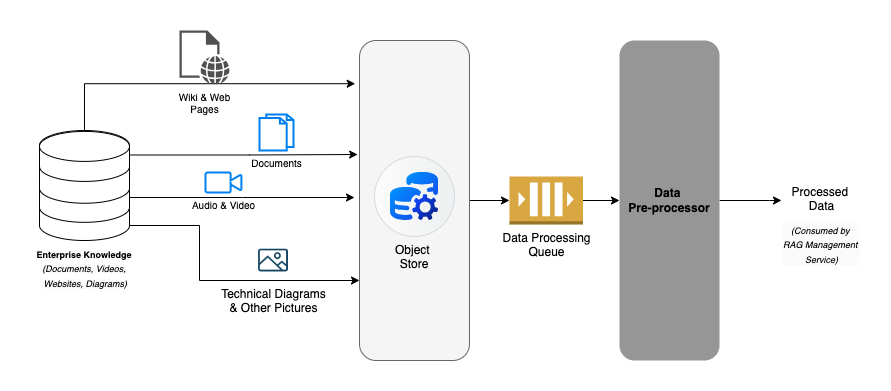 Wiki & Web
Pages
Documents
Audio & Video
Enterprise Knowledge
(Documents, Videos,
Websites, Diagrams)
Technical Diagrams
& Other Pictures
Object
Store
Data Processing
Queue
Data
Pre-processor
Processed
Data
(Consumed by
RAG Management
Service)